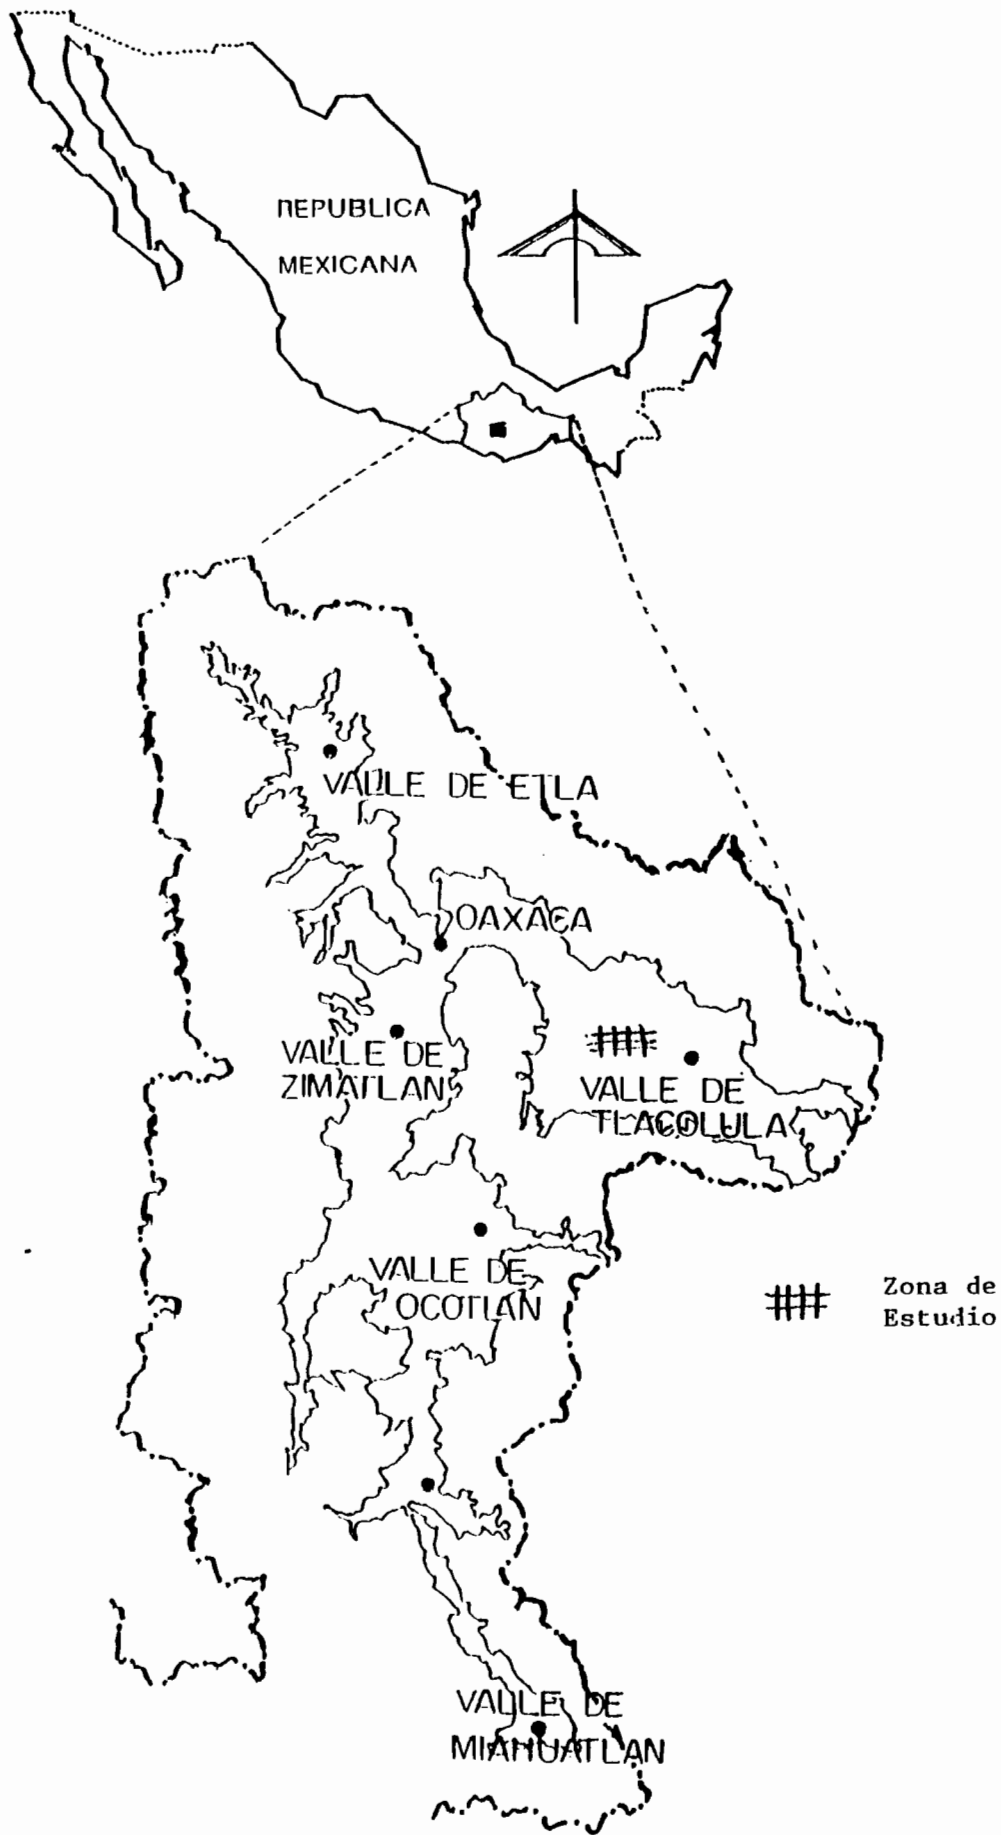 REPUBLICA
MEXICANA
VALLE DE ETLA
OAXACA
VALLE DE
ZIMATLAN
VALLE DE
TLACOLULA
VALLE DE
OCOTLAN
Zona de
Estudio
VALLE DE
MIAHUATLAN